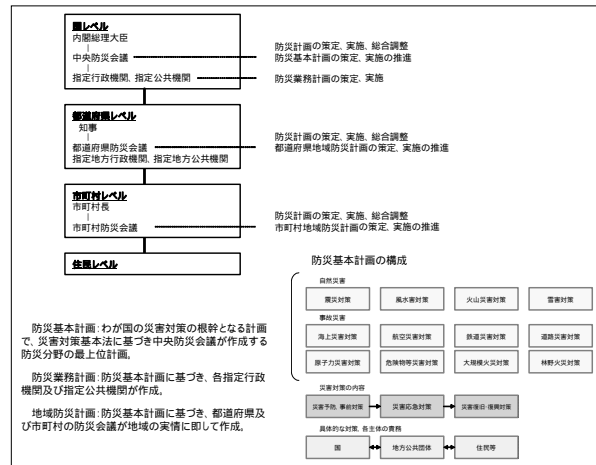 国レベル
内閣総理大臣
中央防災会議
指定行政機関、指定公共機関
防災計画の策定、実施、総合調整
防災基本計画の策定、実施の推進
防災業務計画の策定、実施
都道府県レベル
知事
都道府県防災会議
指定地方行政機関、指定地方公共機関
防災計画の策定、実施、総合調整
都道府県地域防災計画の策定、実施の推進
市町村レベル
市町村長
市町村防災会議
防災計画の策定、実施、総合調整
市町村地域防災計画の策定、実施の推進
住民レベル
防災基本計画：わが国の災害対策の根幹となる計画
で、災害対策基本法に基づき中央防災会議が作成する
防災分野の最上位計画。
防災業務計画：防災基本計画に基づき、各指定行政
機関及び指定公共機関が作成。
地域防災計画：防災基本計画に基づき、都道府県及
び市町村の防災会議が地域の実情に即して作成。
防災基本計画の構成
自然災害
震災対策 風水害対策 火山災害対策 雪害対策
事故災害
海上災害対策 航空災害対策 鉄道災害対策 道路災害対策
原子力災害対策 危険物等災害対策 大規模火災対策 林野火災対策
災害対策の内容
災害予防、事前対策 災害応急対策 災害復旧・復興対策
具体的な対策、各主体の責務
国 地方公共団体 住民等